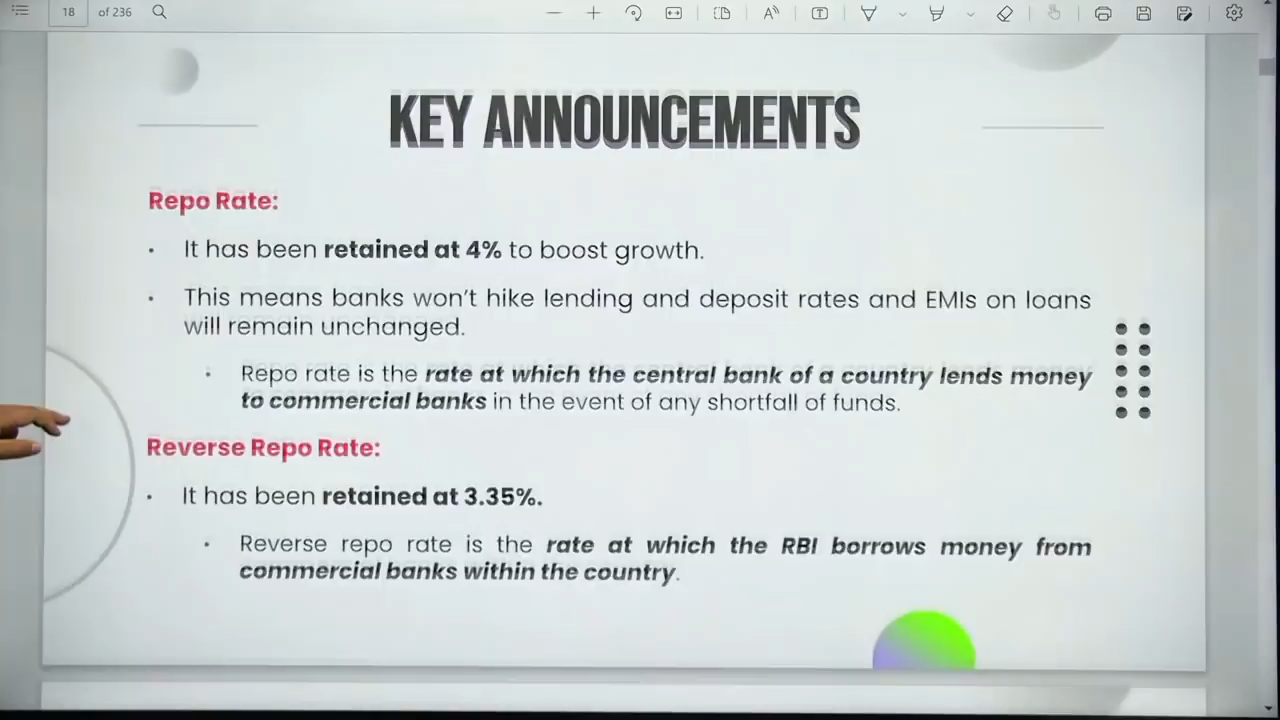 18 of 236
KEY ANNOUNCEMENTS
Repo Rate:
• It has been retained at 4% to boost growth.
• This means banks won't hike lending and deposit rates and EMIs on loans
will remain unchanged.
• Repo rate is the rate at which the central bank of a country lends money
to commercial banks in the event of any shortfall of funds.
Reverse Repo Rate:
• It has been retained at 3.35%.
• Reverse repo rate is the rate at which the RBI borrows money from
commercial banks within the country.